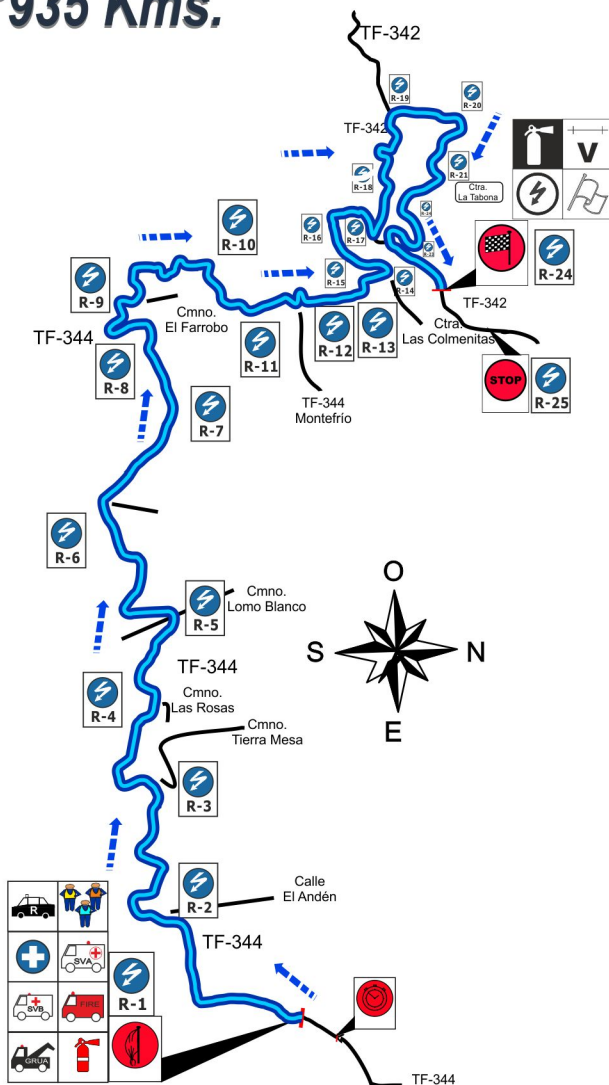 935 Kms.
TF-342
R-19
R-20
TF-342
V
R-21
R-18
Ctra.
La Tabona
R-10
R-16
R-17
R-24
R-9
R-15
R-14
TF-342
Cmno.
El Farrobo
TF-344
R-12
R-13
Ctra.
Las Colmenitas
R-11
R-8
STOP
R-25
TF-344
Montefrío
R-7
R-6
Cmno.
Lomo Blanco
R-5
O
S
N
E
TF-344
Cmno.
Las Rosas
R-4
Cmno.
Tierra Mesa
R-3
Calle
El Andén
R-2
TF-344
R
SVA
R-1
SVB
FIRE
GRUA
TF-344